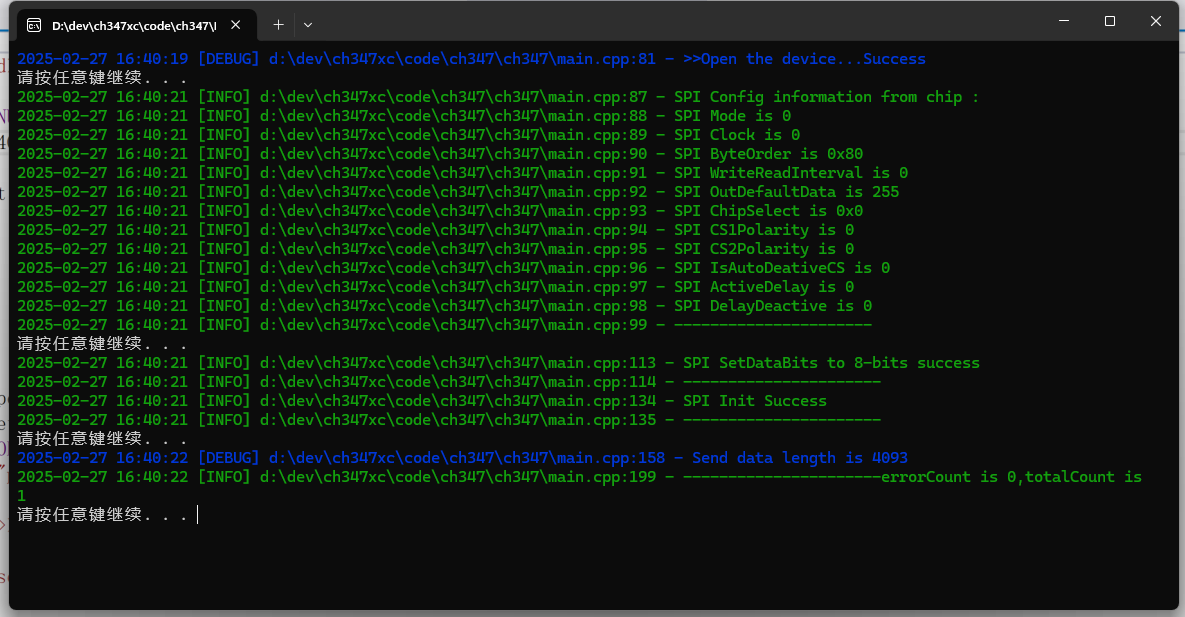 D:\dev\ch347xc\code\ch347\
2025-02-27 16:40:19 [DEBUG] d:\dev\ch347xc\code\ch347\ch347\main.cpp:81 - >>Open the device...Success
请按任意键继续. . .
2025-02-27 16:40:21 [INFO] d:\dev\ch347xc\code\ch347\ch347\main.cpp:87 - SPI Config information from chip :
2025-02-27 16:40:21 [INFO] d:\dev\ch347xc\code\ch347\ch347\main.cpp:88 - SPI Mode is 0
2025-02-27 16:40:21 [INFO] d:\dev\ch347xc\code\ch347\ch347\main.cpp:89 - SPI Clock is 0
2025-02-27 16:40:21 [INFO] d:\dev\ch347xc\code\ch347\ch347\main.cpp:90 - SPI ByteOrder is 0x80
2025-02-27 16:40:21 [INFO] d:\dev\ch347xc\code\ch347\ch347\main.cpp:91 - SPI WriteReadInterval is 0
2025-02-27 16:40:21 [INFO] d:\dev\ch347xc\code\ch347\ch347\main.cpp:92 - SPI OutDefaultData is 255
2025-02-27 16:40:21 [INFO] d:\dev\ch347xc\code\ch347\ch347\main.cpp:93 - SPI ChipSelect is 0x0
2025-02-27 16:40:21 [INFO] d:\dev\ch347xc\code\ch347\ch347\main.cpp:94 - SPI CS1Polarity is 0
2025-02-27 16:40:21 [INFO] d:\dev\ch347xc\code\ch347\ch347\main.cpp:95 - SPI CS2Polarity is 0
2025-02-27 16:40:21 [INFO] d:\dev\ch347xc\code\ch347\ch347\main.cpp:96 - SPI IsAutoDeativeCS is 0
2025-02-27 16:40:21 [INFO] d:\dev\ch347xc\code\ch347\ch347\main.cpp:97 - SPI ActiveDelay is 0
2025-02-27 16:40:21 [INFO] d:\dev\ch347xc\code\ch347\ch347\main.cpp:98 - SPI DelayDeactive is 0
2025-02-27 16:40:21 [INFO] d:\dev\ch347xc\code\ch347\ch347\main.cpp:99 - ----------------------
请按任意键继续. . .
2025-02-27 16:40:21 [INFO] d:\dev\ch347xc\code\ch347\ch347\main.cpp:113 - SPI SetDataBits to 8-bits success
2025-02-27 16:40:21 [INFO] d:\dev\ch347xc\code\ch347\ch347\main.cpp:114 - ----------------------
2025-02-27 16:40:21 [INFO] d:\dev\ch347xc\code\ch347\ch347\main.cpp:134 - SPI Init Success
2025-02-27 16:40:21 [INFO] d:\dev\ch347xc\code\ch347\ch347\main.cpp:135 - ----------------------
请按任意键继续. . .
2025-02-27 16:40:22 [DEBUG] d:\dev\ch347xc\code\ch347\ch347\main.cpp:158 - Send data length is 4093
2025-02-27 16:40:22 [INFO] d:\dev\ch347xc\code\ch347\ch347\main.cpp:199 - ----------------------errorCount is 0,totalCount is
1
请按任意键继续. . .